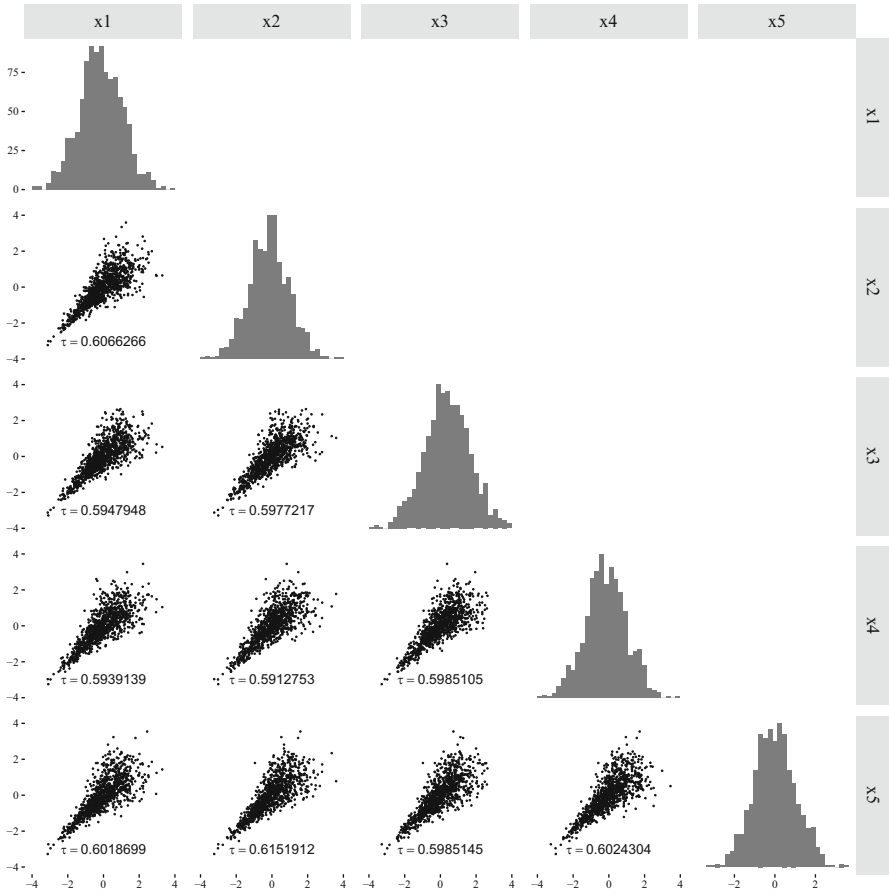 x1 x2 x3 x4 x5
75
50
25
0
x1
4
2
0
−2
−4
τ = 0.6066266
x2
4
2
0
−2
−4
τ = 0.5947948
τ = 0.5977217
x3
4
2
0
−2
−4
τ = 0.5939139
τ = 0.5912753
τ = 0.5985105
x4
4
2
0
−2
−4
τ = 0.6018699
τ = 0.6151912
τ = 0.5985145
τ = 0.6024304
x5
−4 −2 0 2 4 −4 −2 0 2 4 −4 −2 0 2 4 −4 −2 0 2 4 −2 0 2